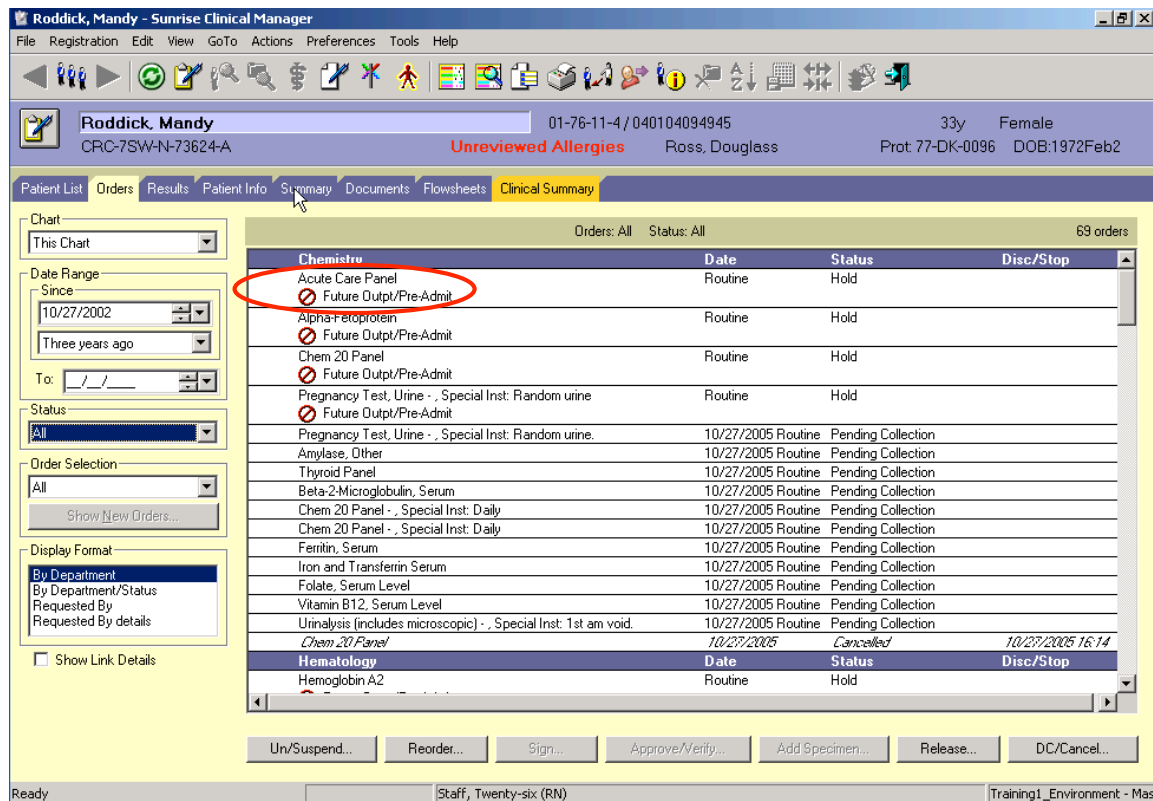 Roddick, Mandy - Sunrise Clinical Manager
File Registration Edit View GoTo Actions Preferences Tools Help
Roddick, Mandy 01-76-11-4 / 040104094945 33y Female
CRC-7SW-N-73624-A Unreviewed Allergies Ross, Douglass Prot: 77-DK-0096 DOB:1972Feb2
Patient List Orders Results Patient Info Summary Documents Flowsheets Clinical Summary
Chart
This Chart
Date Range
Since
10/27/2002
Three years ago
To: __/__/____
Status
All
Order Selection
All
Show New Orders...
Display Format
By Department
By Department/Status
Requested By
Requested By details
Show Link Details
Orders: All Status: All 69 orders
Chemistry Date Status Disc/Stop
Acute Care Panel Routine Hold
Future Outpt/Pre-Admit
Alpha-Fetoprotein Routine Hold
Future Outpt/Pre-Admit
Chem 20 Panel Routine Hold
Future Outpt/Pre-Admit
Pregnancy Test, Urine - , Special Inst: Random urine Routine Hold
Future Outpt/Pre-Admit
Pregnancy Test, Urine - , Special Inst: Random urine. 10/27/2005 Routine Pending Collection
Amylase, Other 10/27/2005 Routine Pending Collection
Thyroid Panel 10/27/2005 Routine Pending Collection
Beta-2-Microglobulin, Serum 10/27/2005 Routine Pending Collection
Chem 20 Panel - , Special Inst: Daily 10/27/2005 Routine Pending Collection
Chem 20 Panel - , Special Inst: Daily 10/27/2005 Routine Pending Collection
Ferritin, Serum 10/27/2005 Routine Pending Collection
Iron and Transferrin Serum 10/27/2005 Routine Pending Collection
Folate, Serum Level 10/27/2005 Routine Pending Collection
Vitamin B12, Serum Level 10/27/2005 Routine Pending Collection
Urinalysis (includes microscopic) - , Special Inst: 1st am void. 10/27/2005 Routine Pending Collection
Chem 20 Panel 10/27/2005 Cancelled 10/27/2005 16:14
Hematology Date Status Disc/Stop
Hemoglobin A2 Routine Hold
Un/Suspend... Reorder... Sign... Approve/Verify... Add Specimen... Release... DC/Cancel...
Ready Staff, Twenty-six (RN) Training1_Environment - Mas